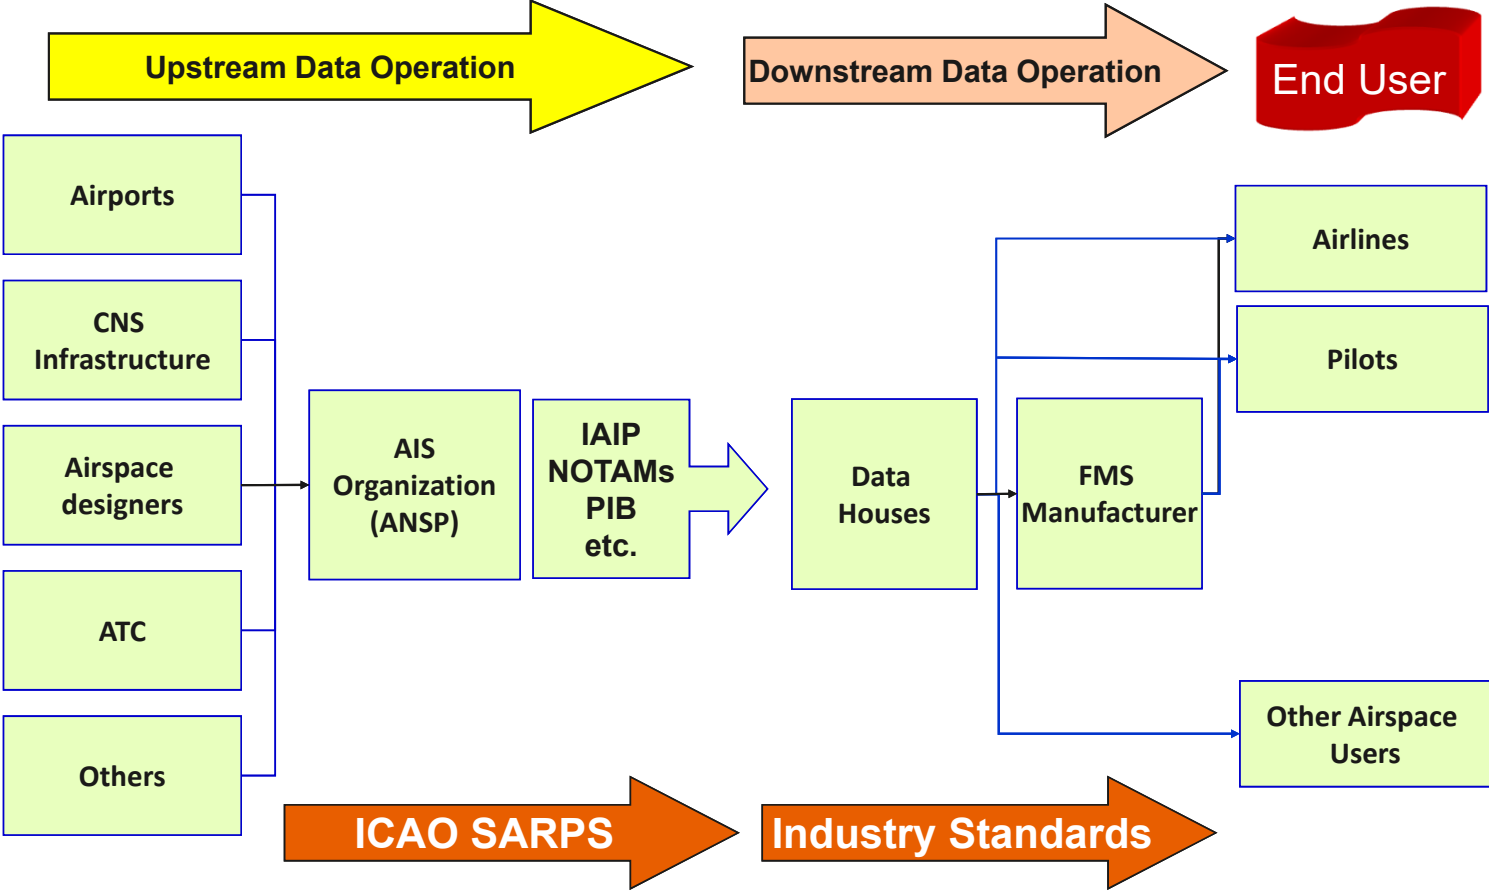 Upstream Data Operation
Downstream Data Operation
End User
Airports
CNS
Infrastructure
Airspace
designers
ATC
Others
AIS
Organization
(ANSP)
IAIP
NOTAMs
PIB
etc.
Data
Houses
FMS
Manufacturer
Airlines
Pilots
Other Airspace
Users
ICAO SARPS
Industry Standards